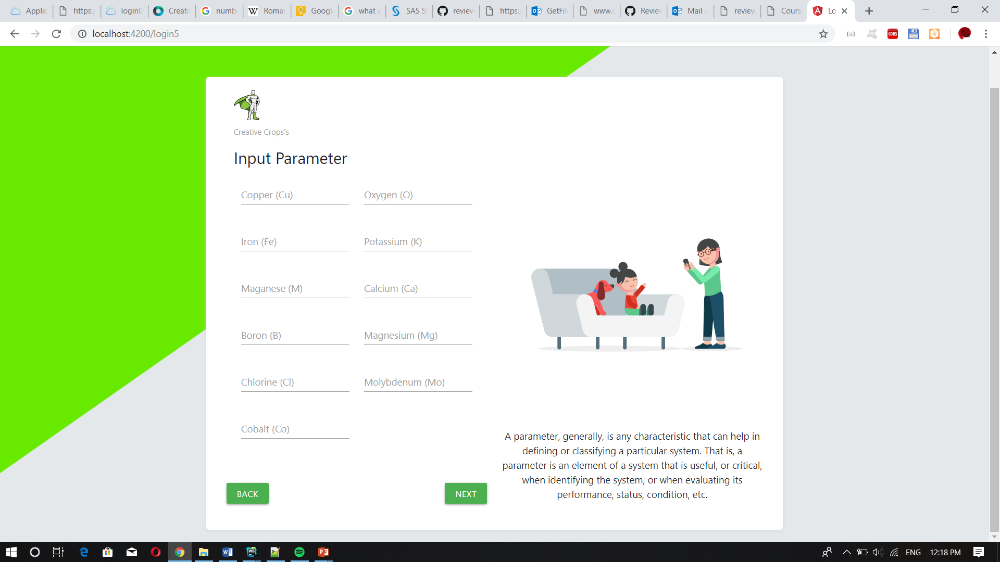 Applic
https:/
login0
Creati
numb
Roma
Googl
what a
SAS S
review
https:/
GetFil
www.g
Review
Mail -
review
Cours
Lo
localhost:4200/login5
CORS
Creative Crops's
Input Parameter
Copper (Cu)
Oxygen (O)
Iron (Fe)
Potassium (K)
Maganese (M)
Calcium (Ca)
Boron (B)
Magnesium (Mg)
Chlorine (Cl)
Molybdenum (Mo)
Cobalt (Co)
A parameter, generally, is any characteristic that can help in
defining or classifying a particular system. That is, a
parameter is an element of a system that is useful, or critical,
when identifying the system, or when evaluating its
performance, status, condition, etc.
BACK
NEXT
ENG
12:18 PM